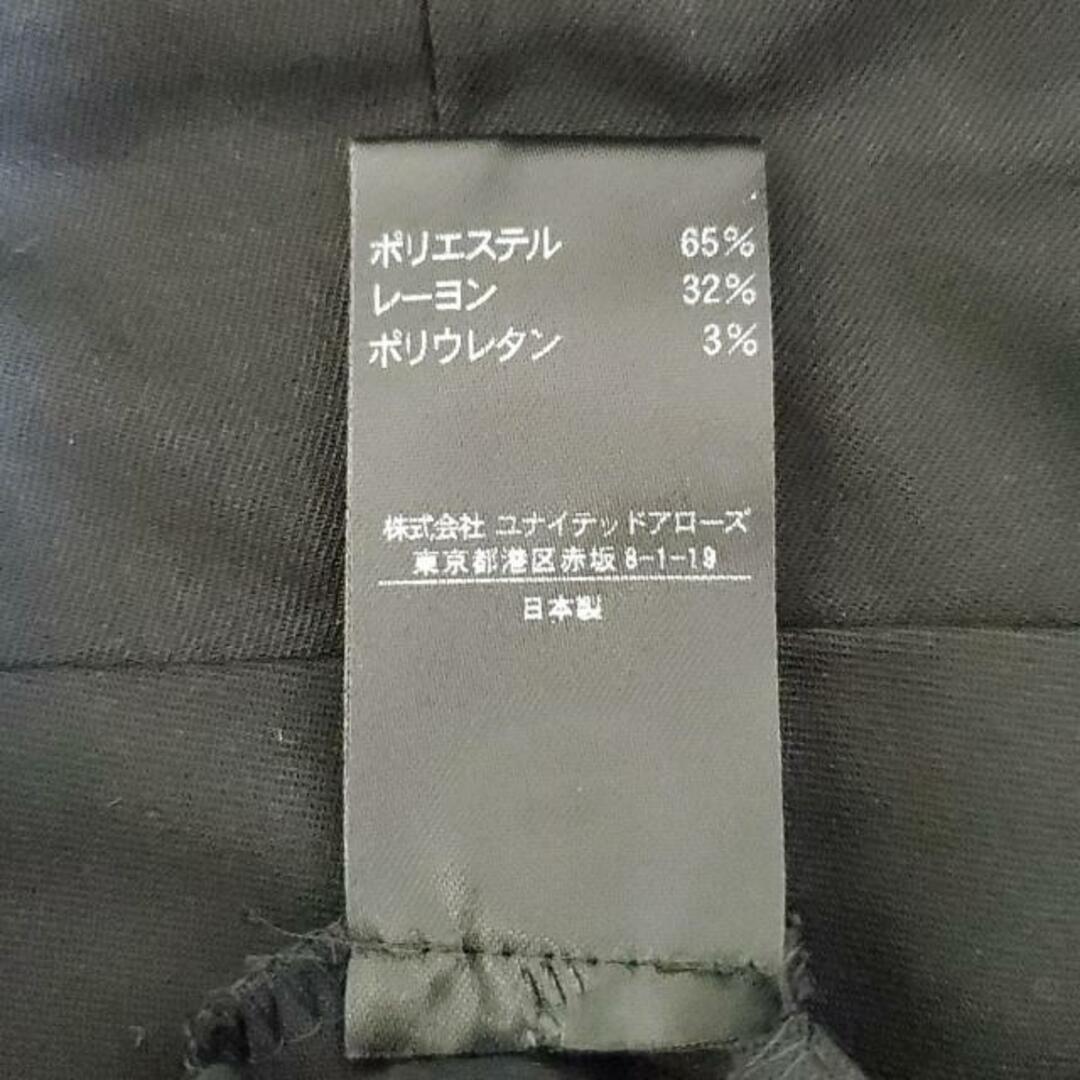 ポリエステル 65%
レーヨン 32%
ポリウレタン 3%
株式会社 ユナイテッドアローズ
東京都港区赤坂8-1-19
日本製